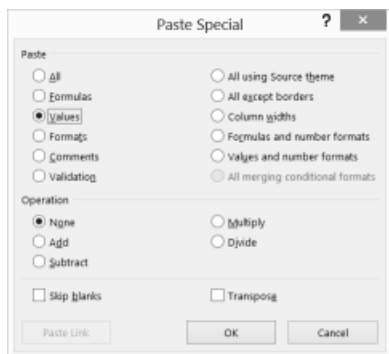 Paste Special ? ×
Paste
All
All using Source theme
Formulas
All except borders
Values
Column widths
Formats
Formulas and number formats
Comments
Values and number formats
Validation
All merging conditional formats
Operation
None
Multiply
Add
Divide
Subtract
Skip blanks
Transpose
Paste Link
OK
Cancel